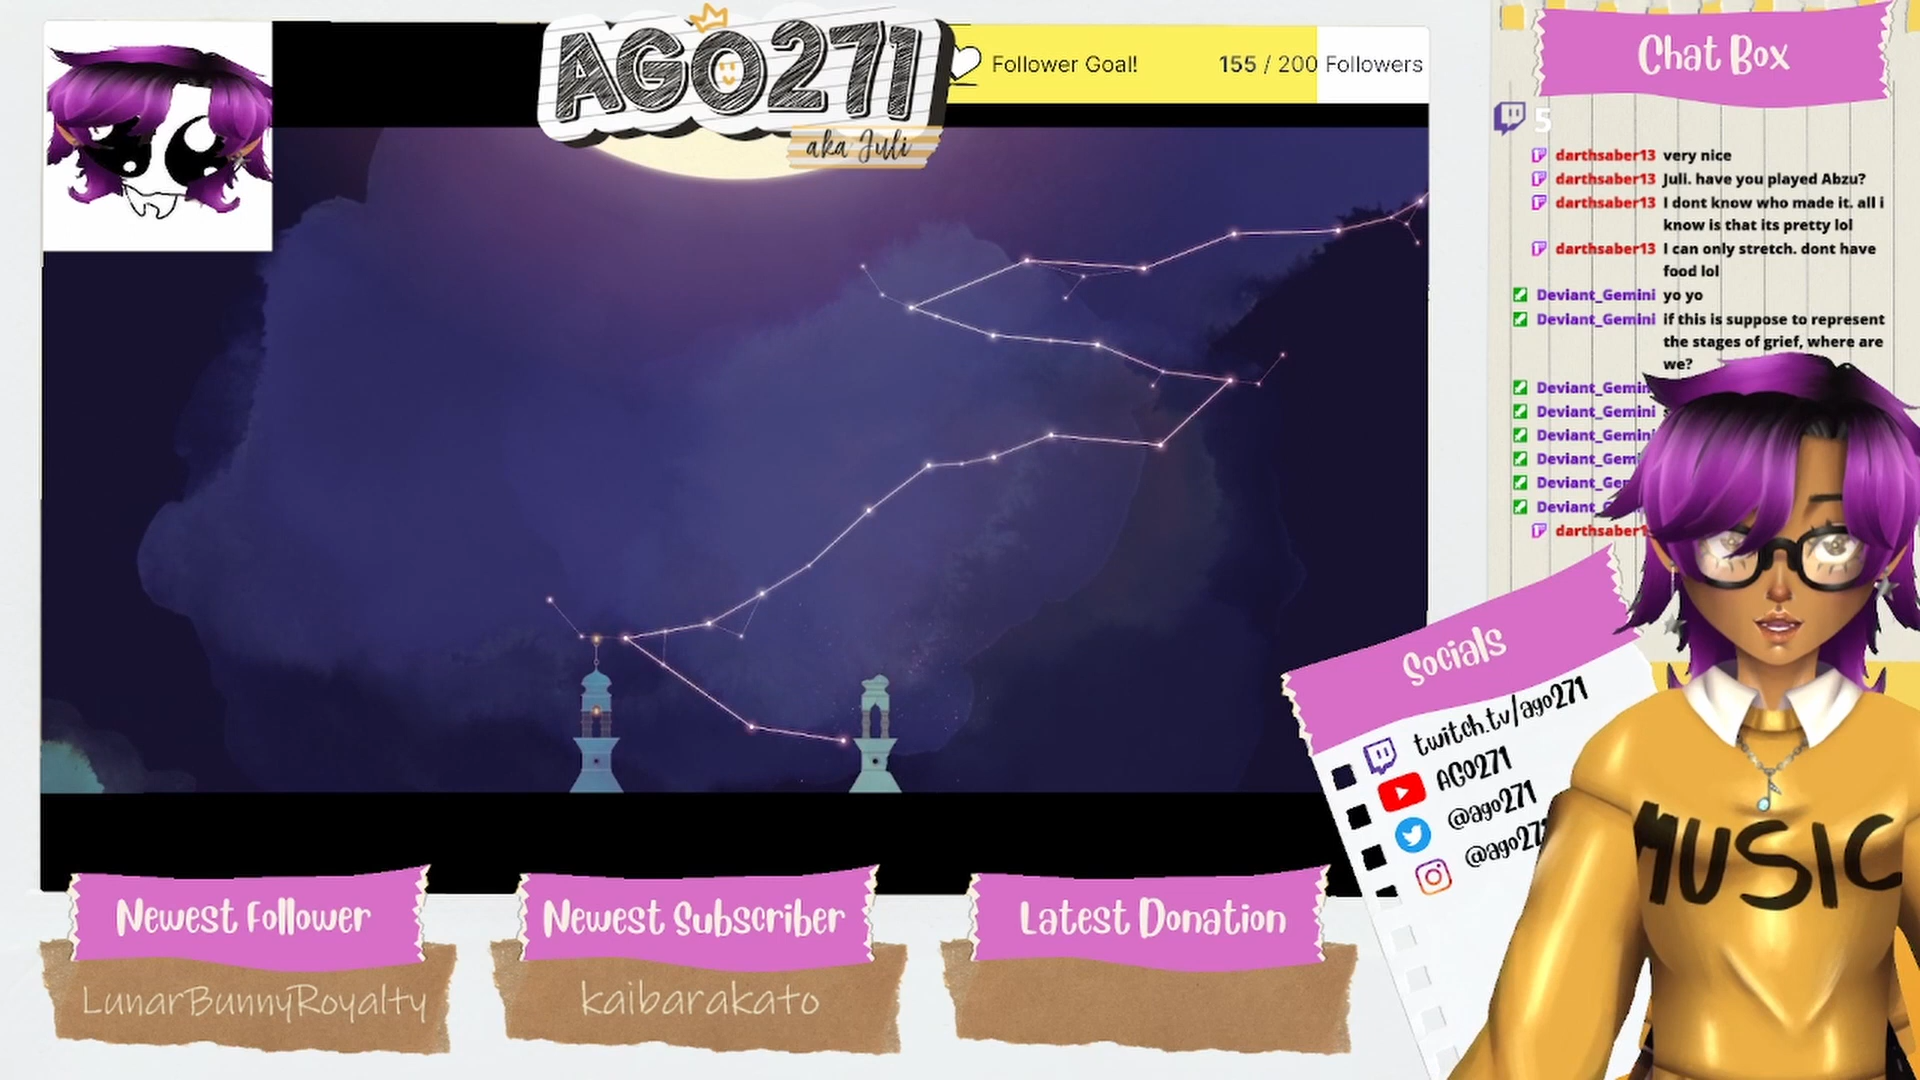 AGO271
aka Juli
Follower Goal!
155 / 200 Followers
Chat Box
5
darthsaber13 very nice
darthsaber13 Juli. have you played Abzu?
darthsaber13 I dont know who made it. all i
know is that its pretty lol
darthsaber13 I can only stretch. dont have
food lol
Deviant_Gemini yo yo
Deviant_Gemini if this is suppose to represent
the stages of grief, where are
we?
Socials
twitch.tv/ago271
AGO271
@ago271
MUSIC
Newest Follower
Newest Subscriber
Latest Donation
LunarBunnyRoyalty
kaibarakato